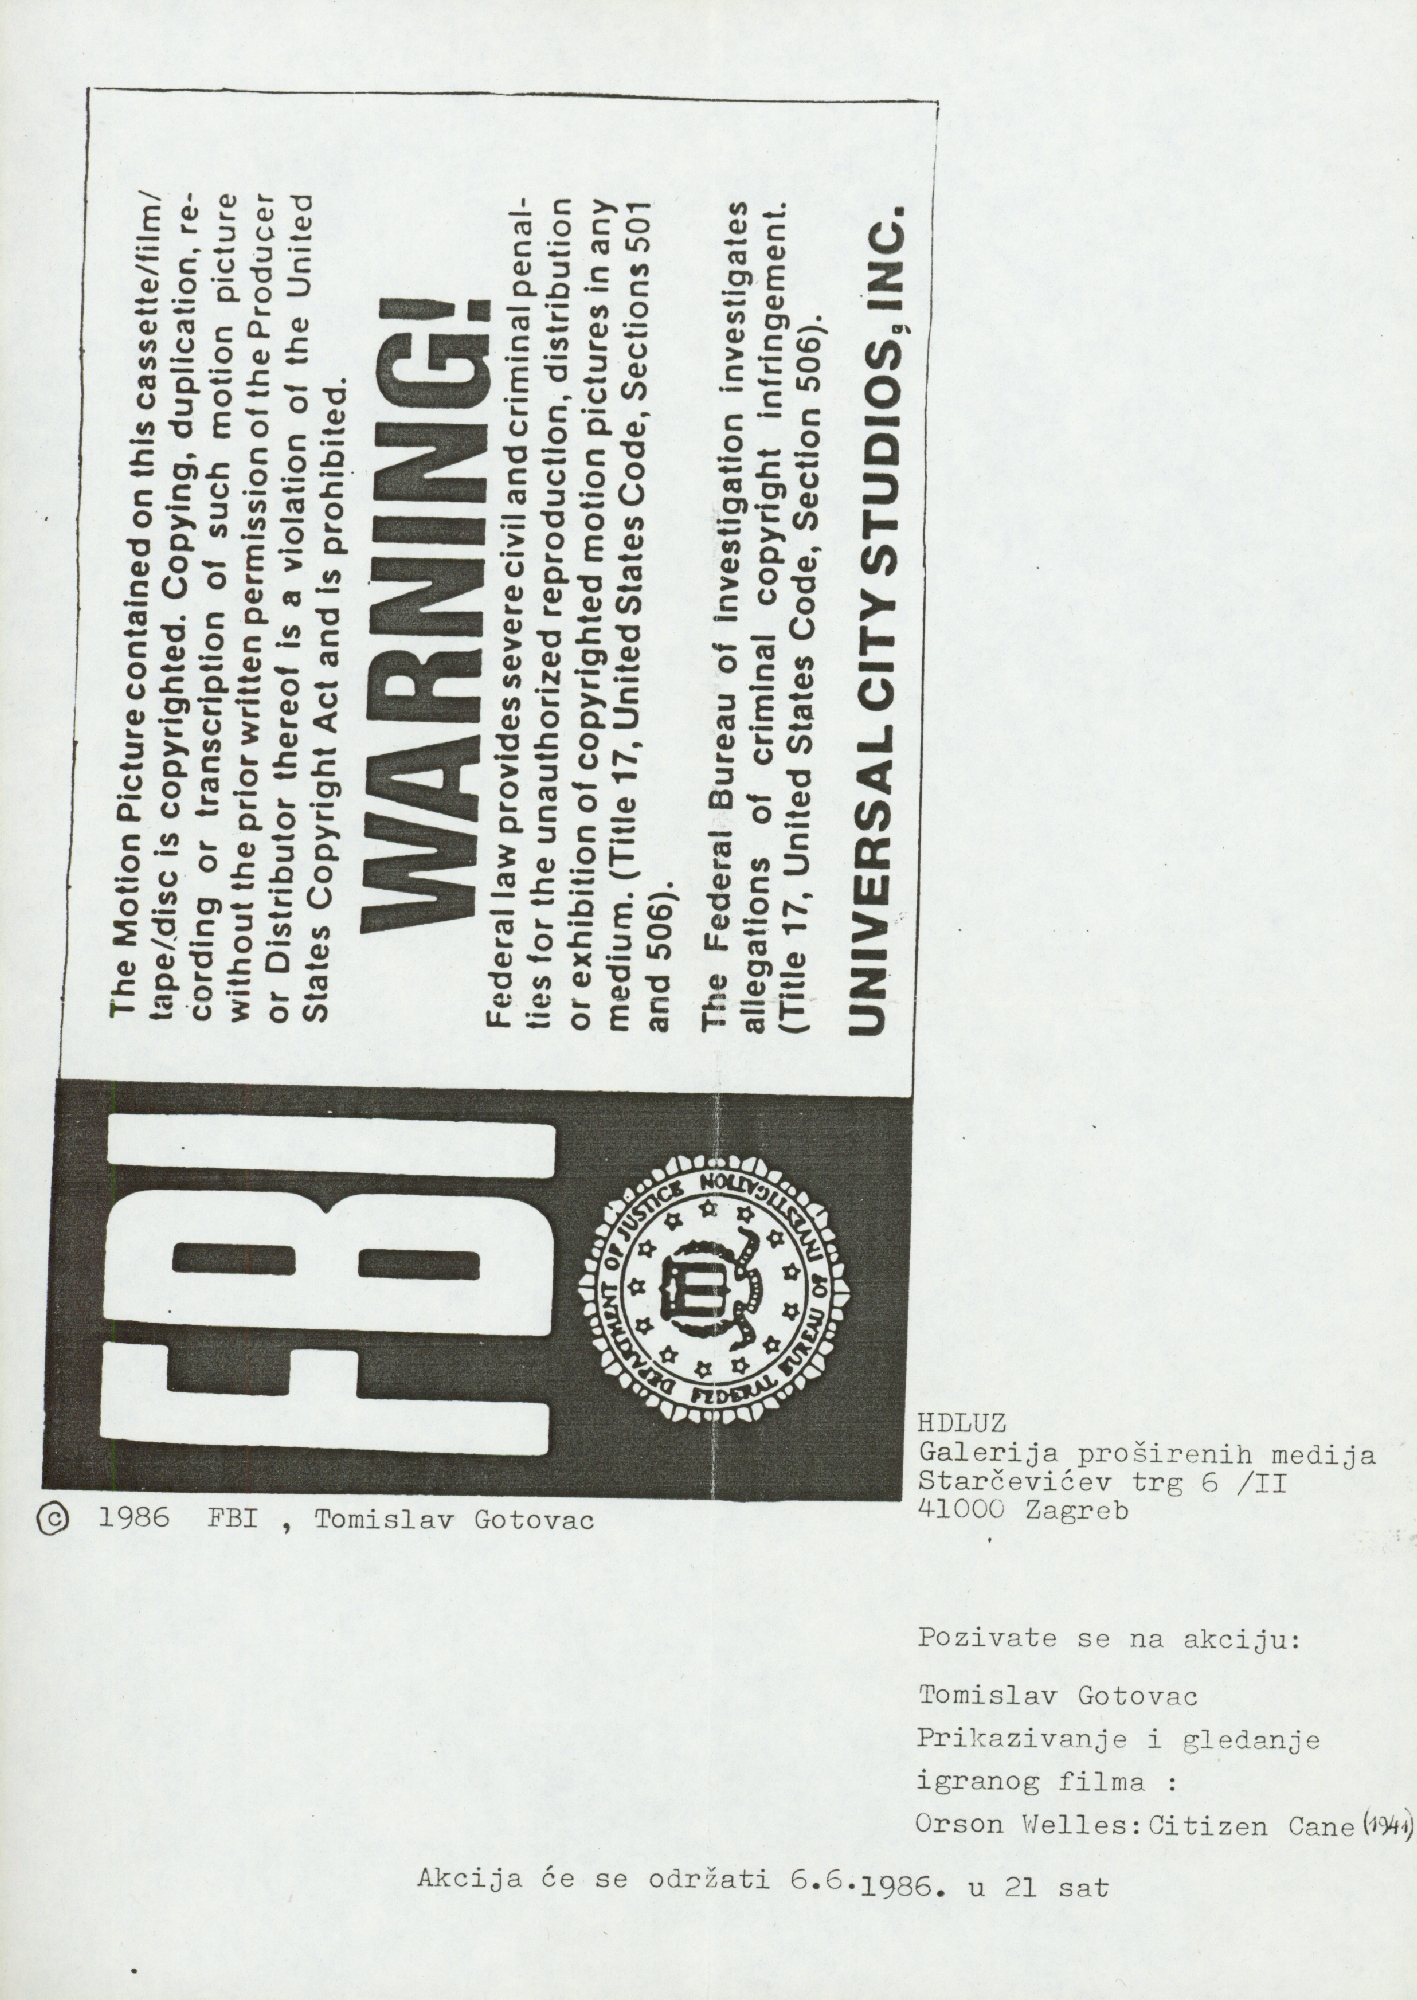 The Motion Picture contained on this cassette/film/
tape/disc is copyrighted. Copying, duplication, re-
cording or transcription of such motion picture
without the prior written permission of the Producer
or Distributor thereof is a violation of the United
States Copyright Act and is prohibited.
WARNING!
Federal law provides severe civil and criminal penal-
ties for the unauthorized reproduction, distribution
or exhibition of copyrighted motion pictures in any
medium. (Title 17, United States Code, Sections 501
and 506).
The Federal Bureau of Investigation investigates
allegations of criminal copyright infringement.
(Title 17, United States Code, Section 506).
UNIVERSAL CITY STUDIOS, INC.
FBI
DEPARTMENT OF JUSTICE
FEDERAL BUREAU OF INVESTIGATION
© 1986 FBI , Tomislav Gotovac
HDLUZ
Galerija proširenih medija
Starčevićev trg 6 /II
41000 Zagreb
Pozivate se na akciju:
Tomislav Gotovac
Prikazivanje i gledanje
igranog filma :
Orson Welles: Citizen Cane (1941)
Akcija će se održati 6.6.1986. u 21 sat